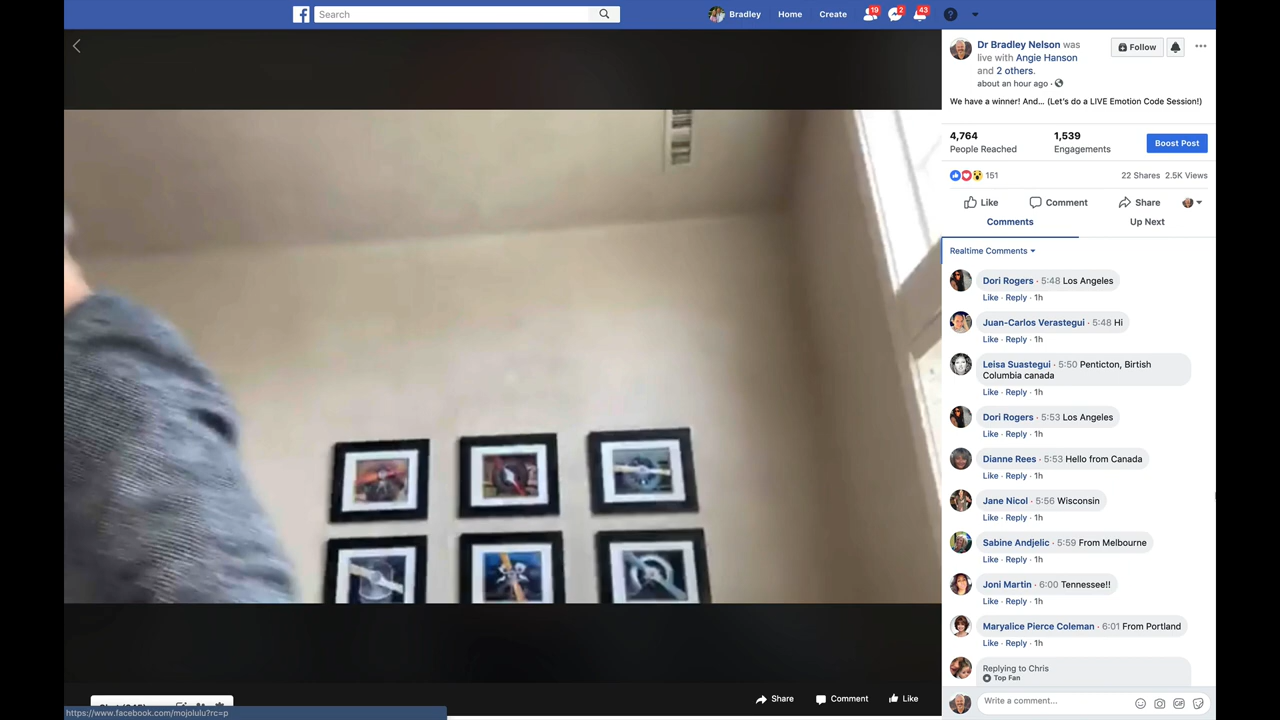 Search
Bradley
Home
Create
19
2
43
Dr Bradley Nelson was
live with Angie Hanson
and 2 others.
about an hour ago ·
Follow
We have a winner! And... (Let's do a LIVE Emotion Code Session!)
4,764
People Reached
1,539
Engagements
Boost Post
151
22 Shares 2.5K Views
Like
Comment
Share
Comments
Up Next
Realtime Comments
Dori Rogers · 5:48 Los Angeles
Like · Reply · 1h
Juan-Carlos Verastegui · 5:48 Hi
Like · Reply · 1h
Leisa Suastegui · 5:50 Penticton, Birtish
Columbia canada
Like · Reply · 1h
Dori Rogers · 5:53 Los Angeles
Like · Reply · 1h
Dianne Rees · 5:53 Hello from Canada
Like · Reply · 1h
Jane Nicol · 5:56 Wisconsin
Like · Reply · 1h
Sabine Andjelic · 5:59 From Melbourne
Like · Reply · 1h
Joni Martin · 6:00 Tennessee!!
Like · Reply · 1h
Maryalice Pierce Coleman · 6:01 From Portland
Like · Reply · 1h
Replying to Chris
Top Fan
Write a comment...
Share
Comment
Like
https://www.facebook.com/mojolulu?rc=p